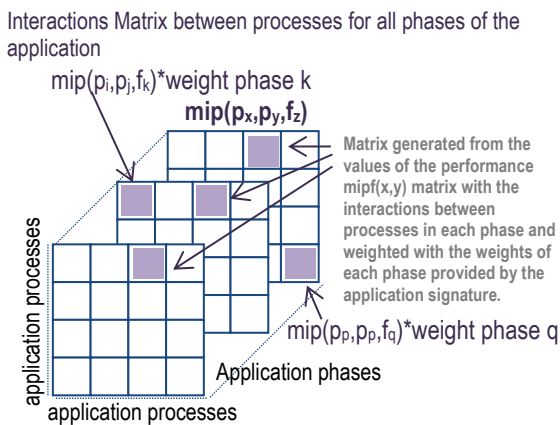 Interactions Matrix between processes for all phases of the
application
mip(pi,pj,fk)*weight phase k
mip(px,py,fz)
Matrix generated from the
values of the performance
mipf(x,y) matrix with the
interactions between
processes in each phase and
weighted with the weights of
each phase provided by the
application signature.
mip(pp,pp,fq)*weight phase q
Application phases
application processes
application processes